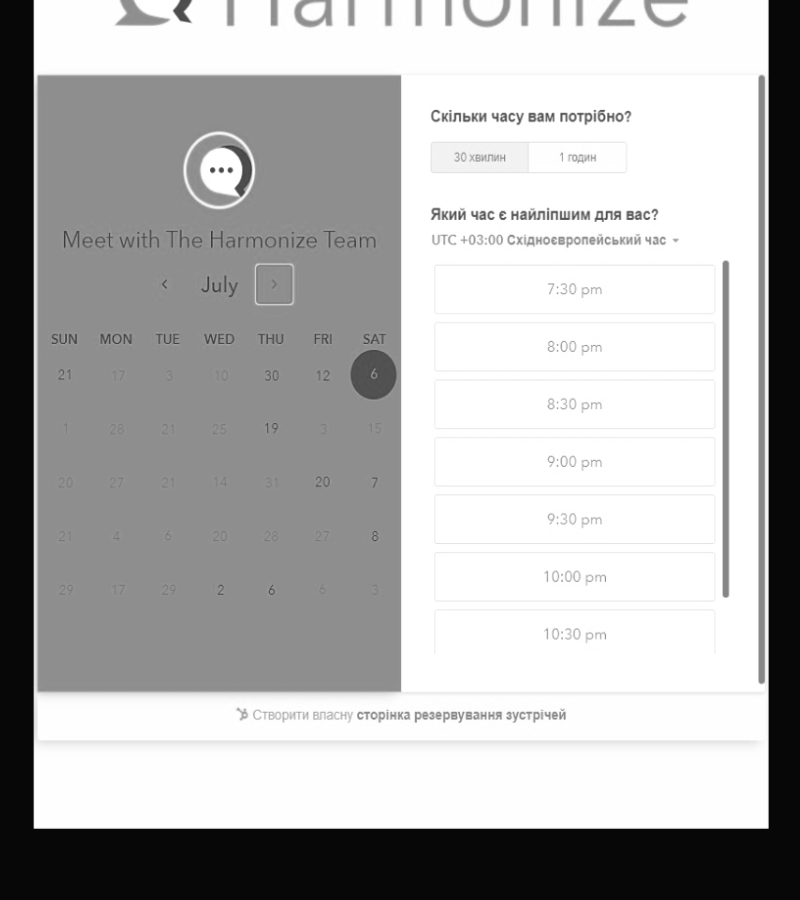 Harmonize
Meet with The Harmonize Team
July
SUN MON TUE WED THU FRI SAT
21 17 3 10 30 12 6
1 28 21 25 19 3 15
20 27 21 14 31 20 7
21 4 6 20 28 27 8
29 17 29 2 6 6 3
Скільки часу вам потрібно?
30 хвилин 1 годин
Який час є найліпшим для вас?
UTC +03:00 Східноєвропейський час
7:30 pm
8:00 pm
8:30 pm
9:00 pm
9:30 pm
10:00 pm
10:30 pm
Створити власну сторінка резервування зустрічей